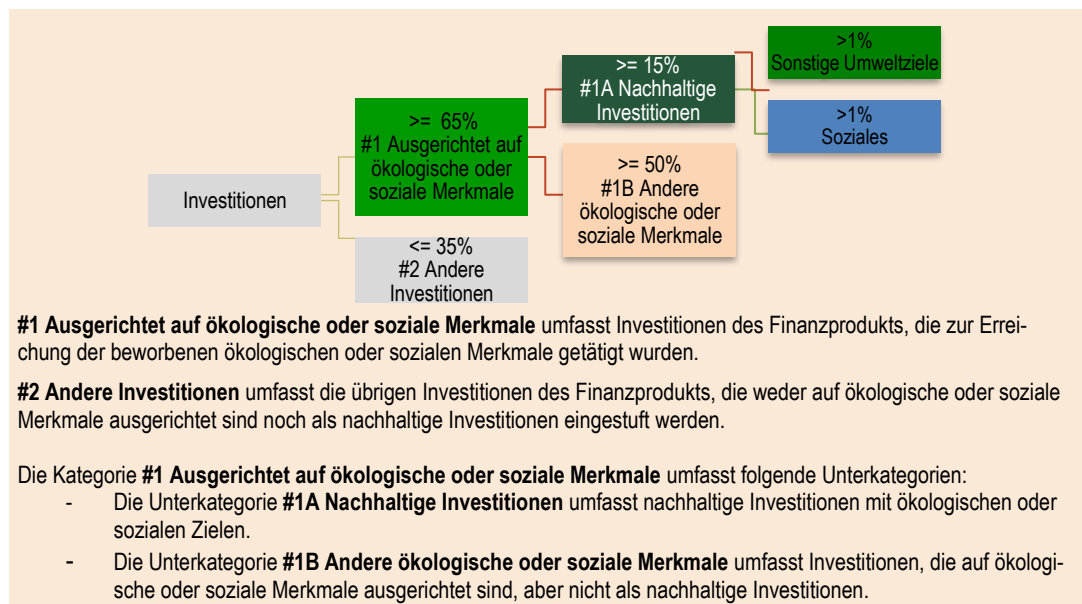 >1%
Sonstige Umweltziele
>= 15%
#1A Nachhaltige
Investitionen
>1%
Soziales
>= 65%
#1 Ausgerichtet auf
ökologische oder
soziale Merkmale
>= 50%
#1B Andere
ökologische oder
soziale Merkmale
Investitionen
<= 35%
#2 Andere
Investitionen
#1 Ausgerichtet auf ökologische oder soziale Merkmale umfasst Investitionen des Finanzprodukts, die zur Errei-
chung der beworbenen ökologischen oder sozialen Merkmale getätigt wurden.
#2 Andere Investitionen umfasst die übrigen Investitionen des Finanzprodukts, die weder auf ökologische oder soziale
Merkmale ausgerichtet sind noch als nachhaltige Investitionen eingestuft werden.
Die Kategorie #1 Ausgerichtet auf ökologische oder soziale Merkmale umfasst folgende Unterkategorien:
- Die Unterkategorie #1A Nachhaltige Investitionen umfasst nachhaltige Investitionen mit ökologischen oder
sozialen Zielen.
- Die Unterkategorie #1B Andere ökologische oder soziale Merkmale umfasst Investitionen, die auf ökologi-
sche oder soziale Merkmale ausgerichtet sind, aber nicht als nachhaltige Investitionen.